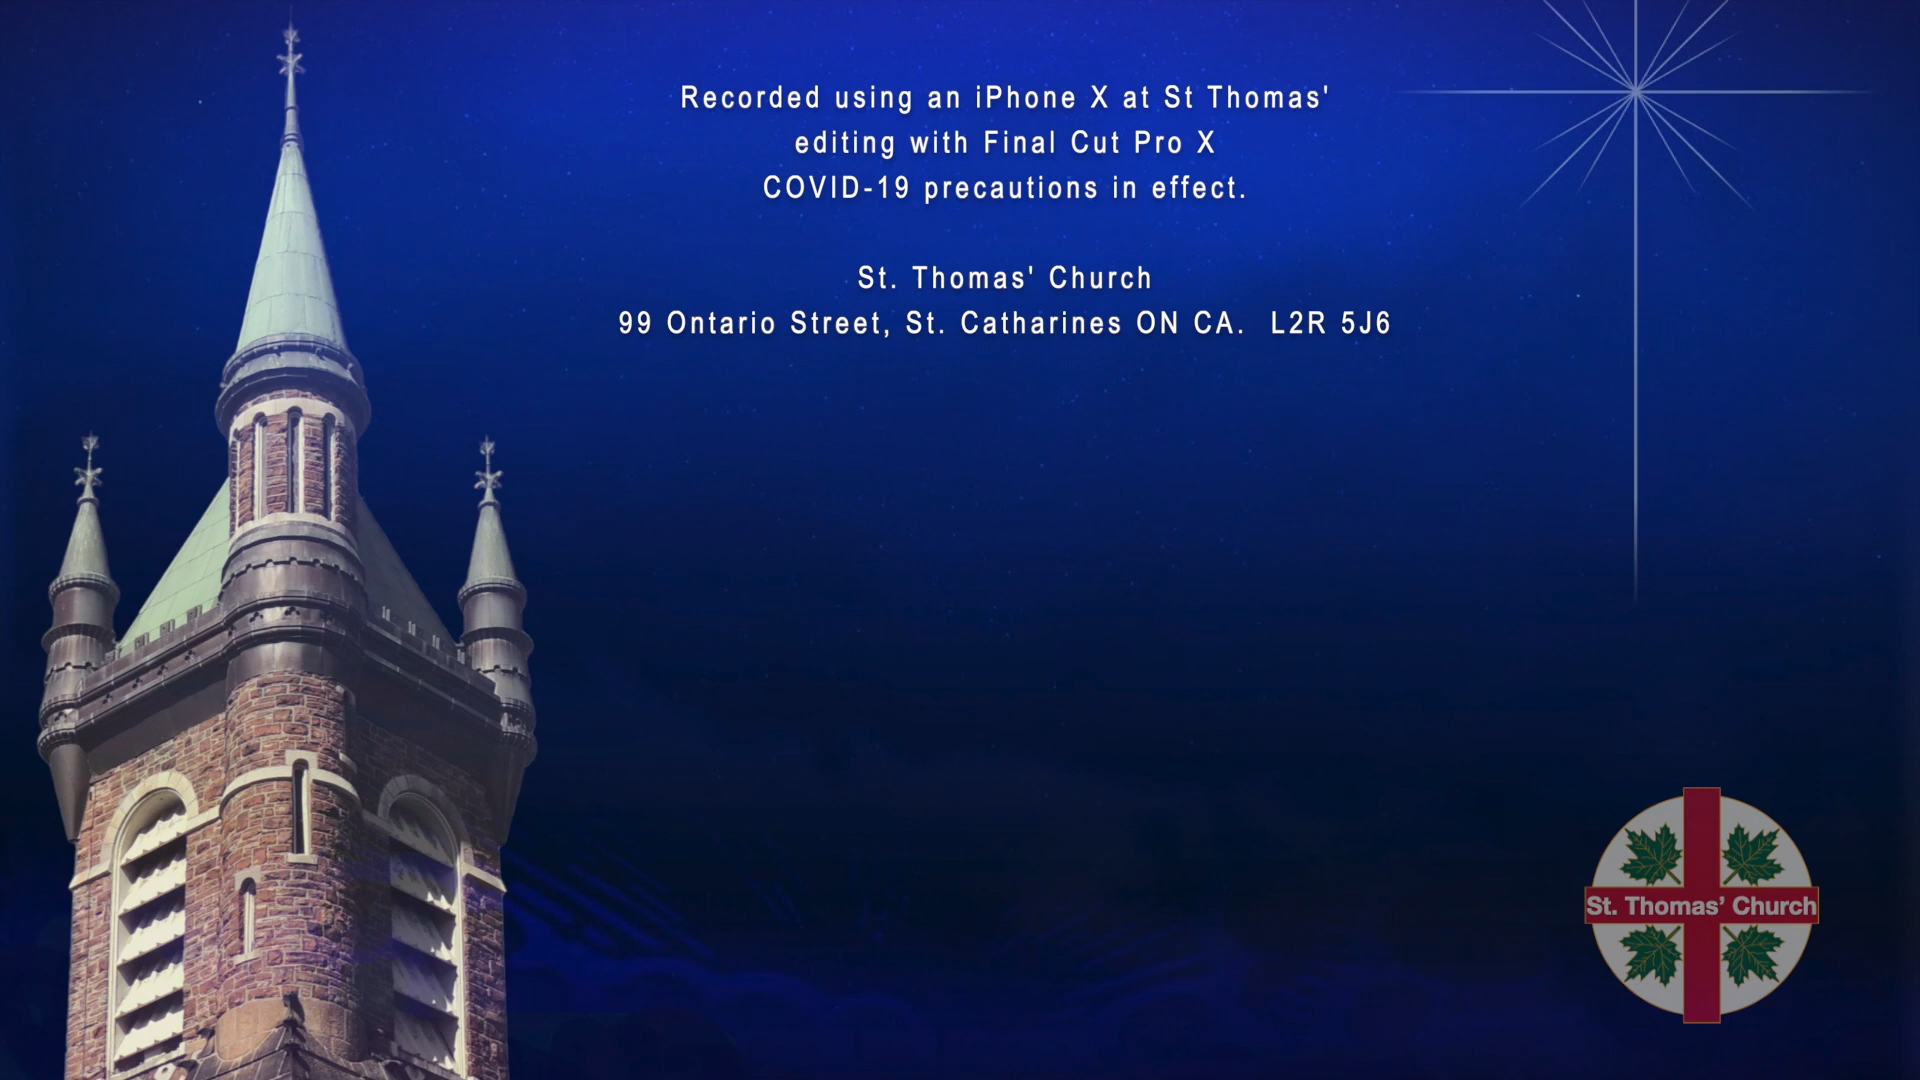 Recorded using an iPhone X at St Thomas'
editing with Final Cut Pro X
COVID-19 precautions in effect.
St. Thomas' Church
99 Ontario Street, St. Catharines ON CA.  L2R 5J6
St. Thomas’ Church